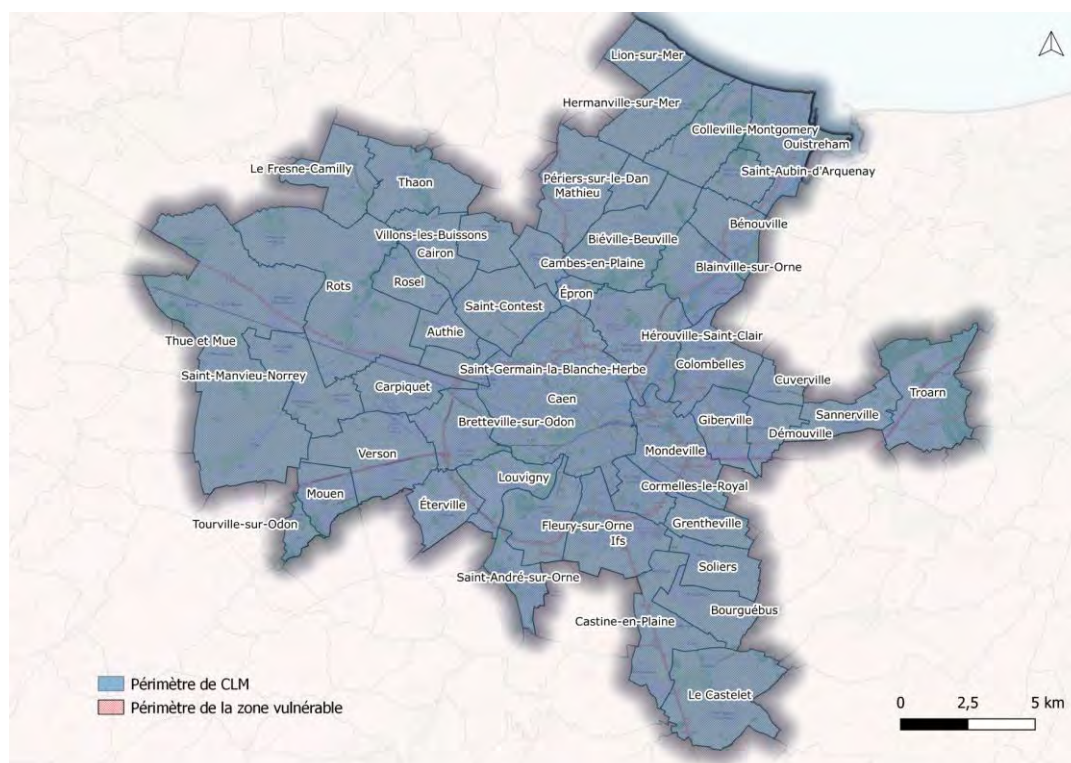 Lion-sur-Mer
Hermanville-sur-Mer
Colleville-Montgomery
Ouistreham
Le Fresne-Camilly
Saint-Aubin-d'Arquenay
Thaon
Périers-sur-le-Dan
Mathieu
Bénouville
Villons-les-Buissons
Biéville-Beuville
Cairon
Cambes-en-Plaine
Blainville-sur-Orne
Rosel
Rots
Épron
Saint-Contest
Authie
Hérouville-Saint-Clair
Thue et Mue
Colombelles
Saint-Germain-la-Blanche-Herbe
Saint-Manvieu-Norrey
Cuverville
Carpiquet
Troarn
Caen
Sannerville
Bretteville-sur-Odon
Giberville
Démouville
Mondeville
Verson
Louvigny
Cormelles-le-Royal
Mouen
Éterville
Tourville-sur-Odon
Fleury-sur-Orne
Grentheville
Ifs
Soliers
Saint-André-sur-Orne
Bourguébus
Castine-en-Plaine
Le Castelet
Périmètre de CLM
Périmètre de la zone vulnérable
0 2,5 5 km